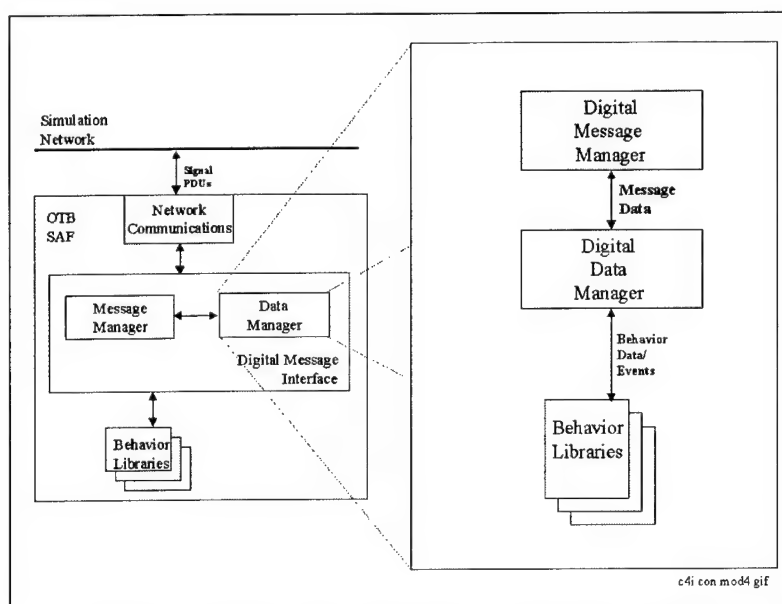 Simulation
Network
Signal
PDUs
OTB
SAF
Network
Communications
Message
Manager
Data
Manager
Digital Message
Interface
Behavior
Libraries
Digital
Message
Manager
Message
Data
Digital
Data
Manager
Behavior
Data/
Events
Behavior
Libraries
c4i con mod4 gif